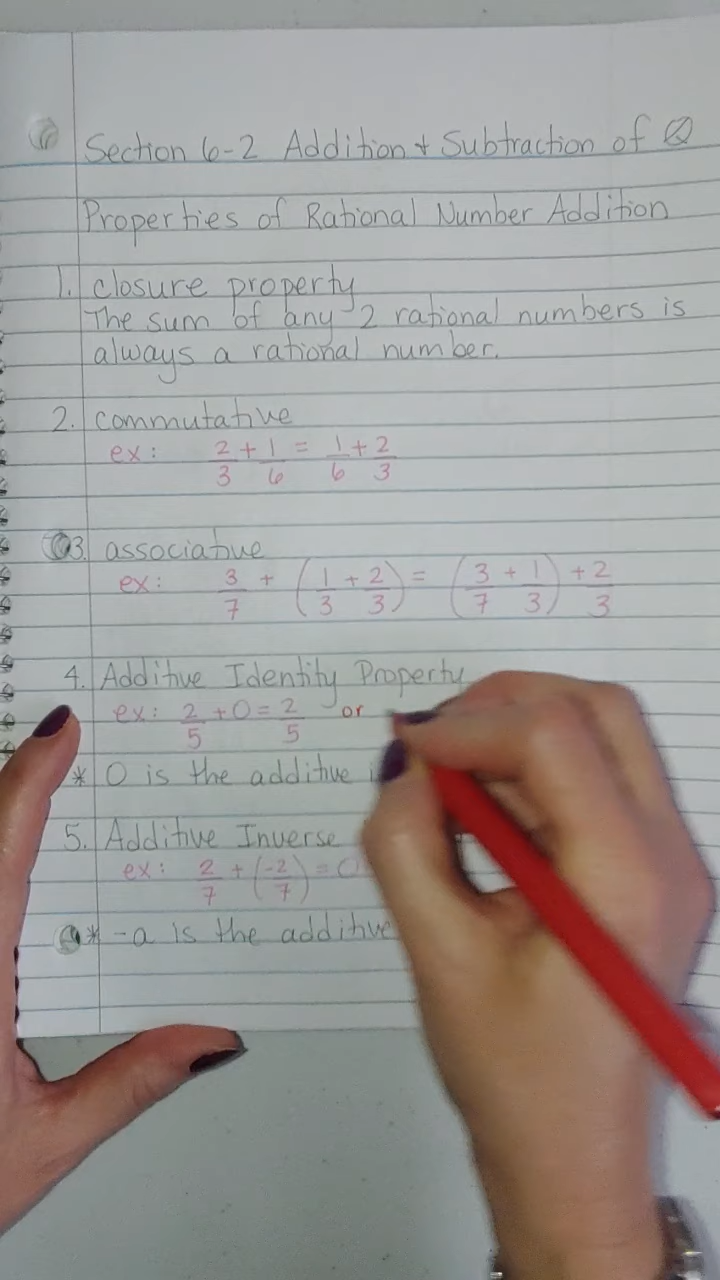 Section 6-2 Addition + Subtraction of ℚ
Properties of Rational Number Addition
1. closure property
The sum of any 2 rational numbers is
always a rational number.
2. commutative
ex: 2/3 + 1/6 = 1/6 + 2/3
3. associative
ex: 3/7 + (1/3 + 2/3) = (3/7 + 1/3) + 2/3
4. Additive Identity Property
ex: 2/5 + 0 = 2/5 or
* 0 is the additive
5. Additive Inverse
ex: 2/7 + (-2/7) = 0
* -a is the additive